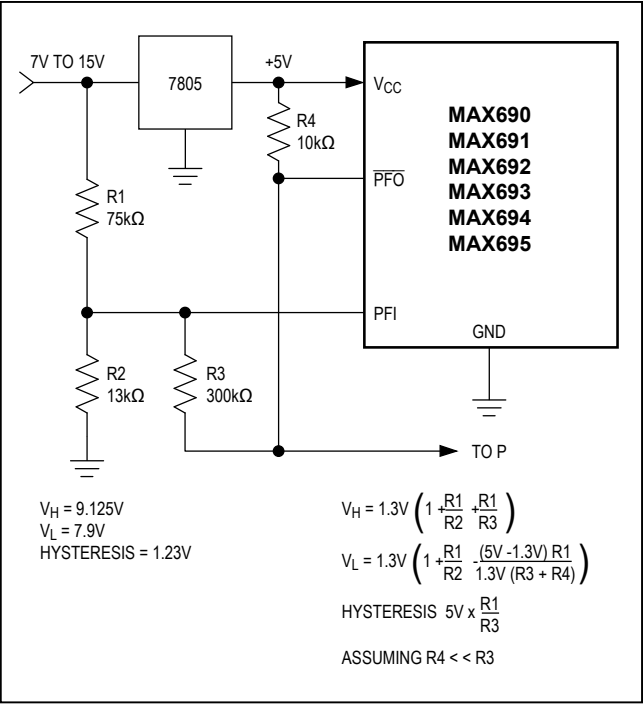 7V TO 15V
7805
+5V
VCC
R4
10kΩ
MAX690
MAX691
MAX692
MAX693
MAX694
MAX695
PFO
R1
75kΩ
PFI
GND
R2
13kΩ
R3
300kΩ
TO P
VH = 9.125V
VL = 7.9V
HYSTERESIS = 1.23V
VH = 1.3V (1 + R1/R2 + R1/R3)
VL = 1.3V (1 + R1/R2 - (5V -1.3V) R1/1.3V (R3 + R4))
HYSTERESIS 5V x R1/R3
ASSUMING R4 < < R3